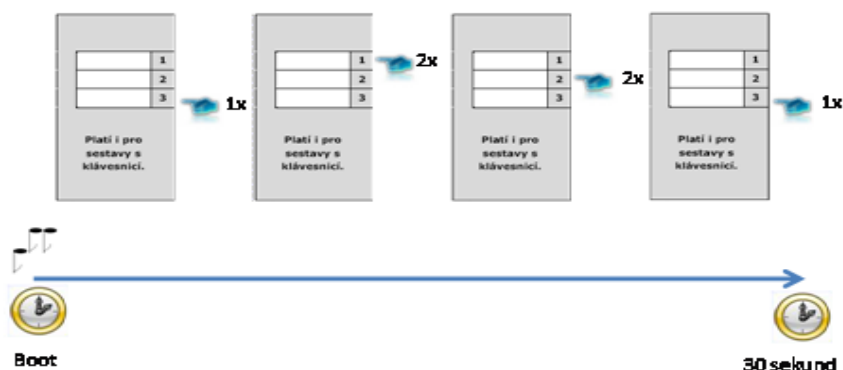 1
2
3
1x
Platí i pro
sestavy s
klávesnicí.
1
2
3
2x
Platí i pro
sestavy s
klávesnicí.
1
2
3
2x
Platí i pro
sestavy s
klávesnicí.
1
2
3
1x
Platí i pro
sestavy s
klávesnicí.
Boot
30 sekund